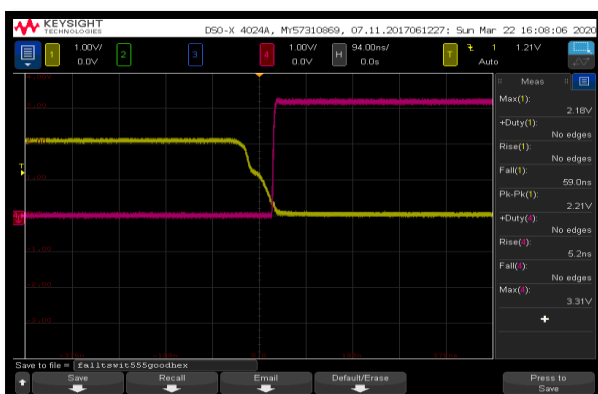 KEYSIGHT
TECHNOLOGIES
DSO-X 4024A, MY57310869, 07.11.2017061227: Sun Mar 22 16:08:06 2020
1 1.00V/ 0.0V 2 3 4 1.00V/ 0.0V H 94.00ns/ 0.0s T 1 1.21V Auto
Meas
Max(1):
2.18V
+Duty(1):
No edges
Rise(1):
No edges
Fall(1):
59.0ns
Pk-Pk(1):
2.21V
+Duty(4):
No edges
Rise(4):
5.2ns
Fall(4):
No edges
Max(4):
3.31V
T
Save to file = falltswit555goodhex
Save
Recall
Email
Default/Erase
Press to
Save